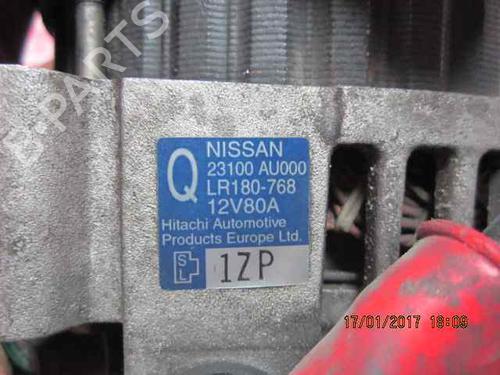 B-PARTS
Q
NISSAN
23100 AU000
LR180-768
12V80A
Hitachi Automotive
Products Europe Ltd.
S
L
1ZP
17/01/2017 18:09